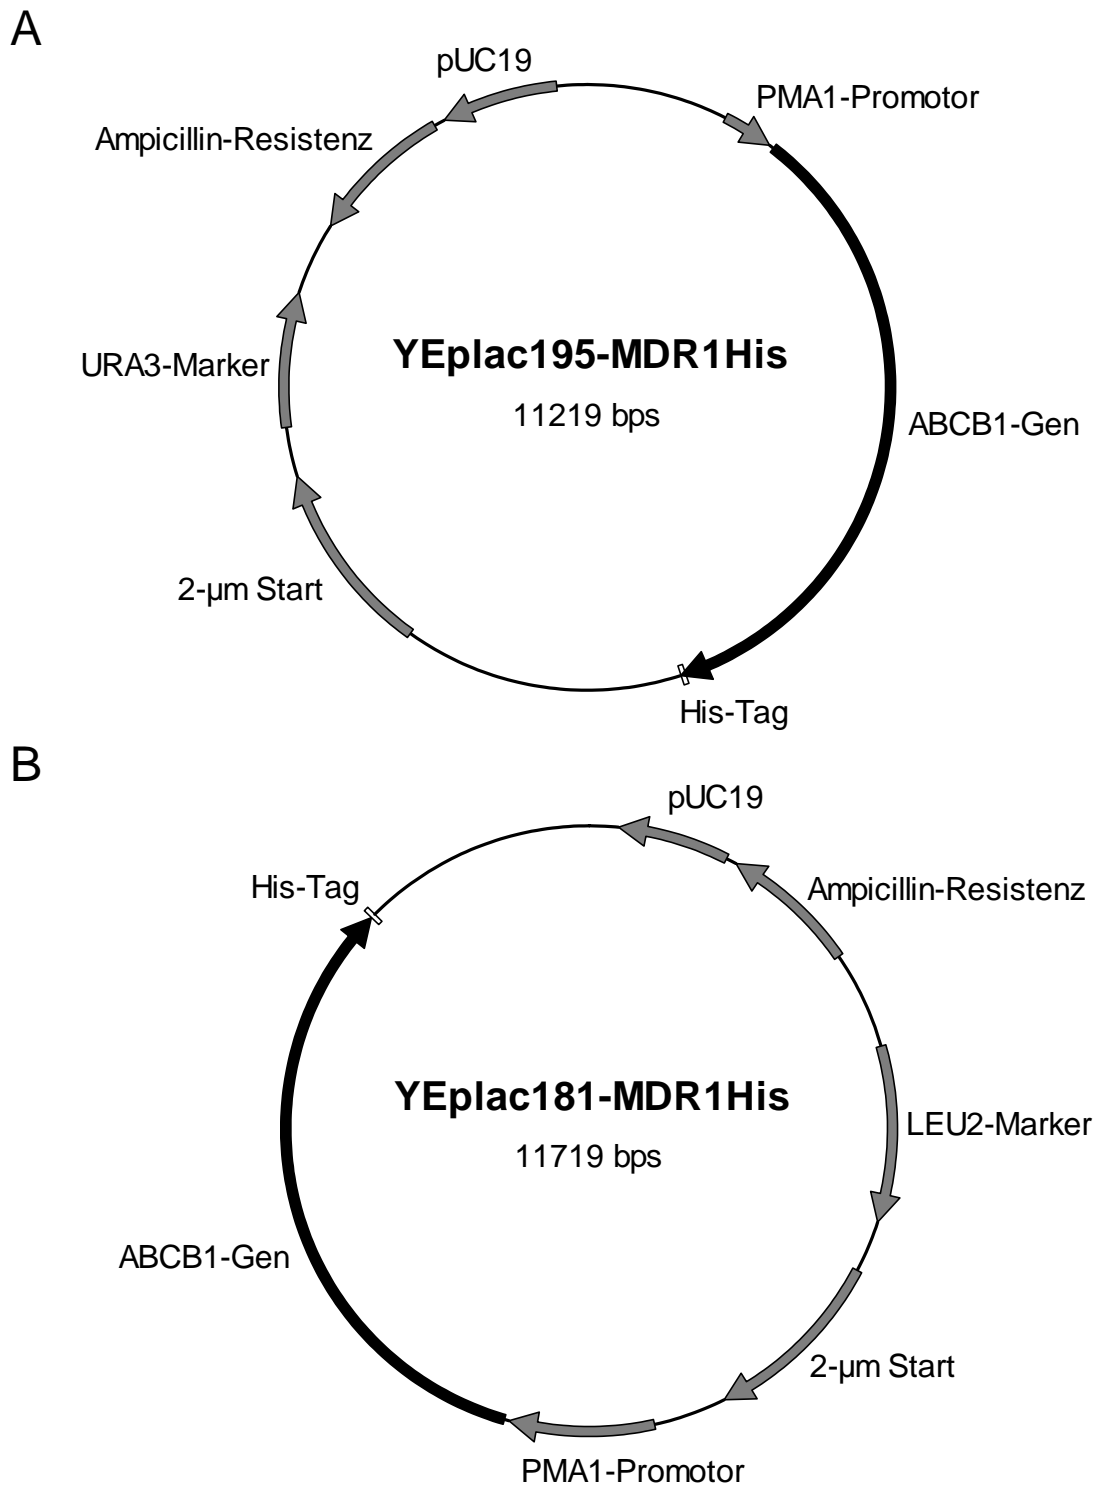 A
pUC19
PMA1-Promotor
Ampicillin-Resistenz
URA3-Marker
YEplac195-MDR1His
11219 bps
ABCB1-Gen
2-µm Start
His-Tag
B
pUC19
His-Tag
Ampicillin-Resistenz
YEplac181-MDR1His
LEU2-Marker
11719 bps
ABCB1-Gen
2-µm Start
PMA1-Promotor